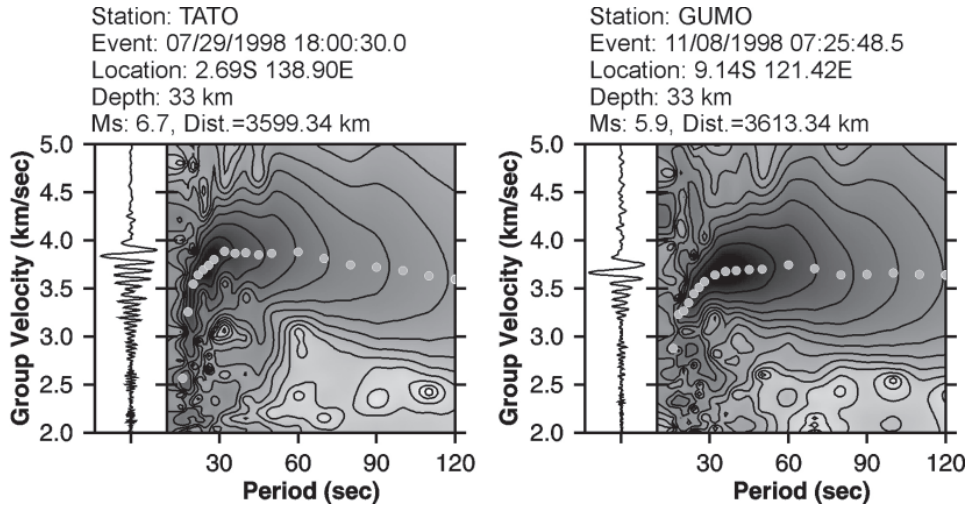 Station: TATO
Event: 07/29/1998 18:00:30.0
Location: 2.69S 138.90E
Depth: 33 km
Ms: 6.7, Dist.=3599.34 km
Group Velocity (km/sec)
5.0
4.5
4.0
3.5
3.0
2.5
2.0
30 60 90 120
Period (sec)
Station: GUMO
Event: 11/08/1998 07:25:48.5
Location: 9.14S 121.42E
Depth: 33 km
Ms: 5.9, Dist.=3613.34 km
Group Velocity (km/sec)
5.0
4.5
4.0
3.5
3.0
2.5
2.0
30 60 90 120
Period (sec)